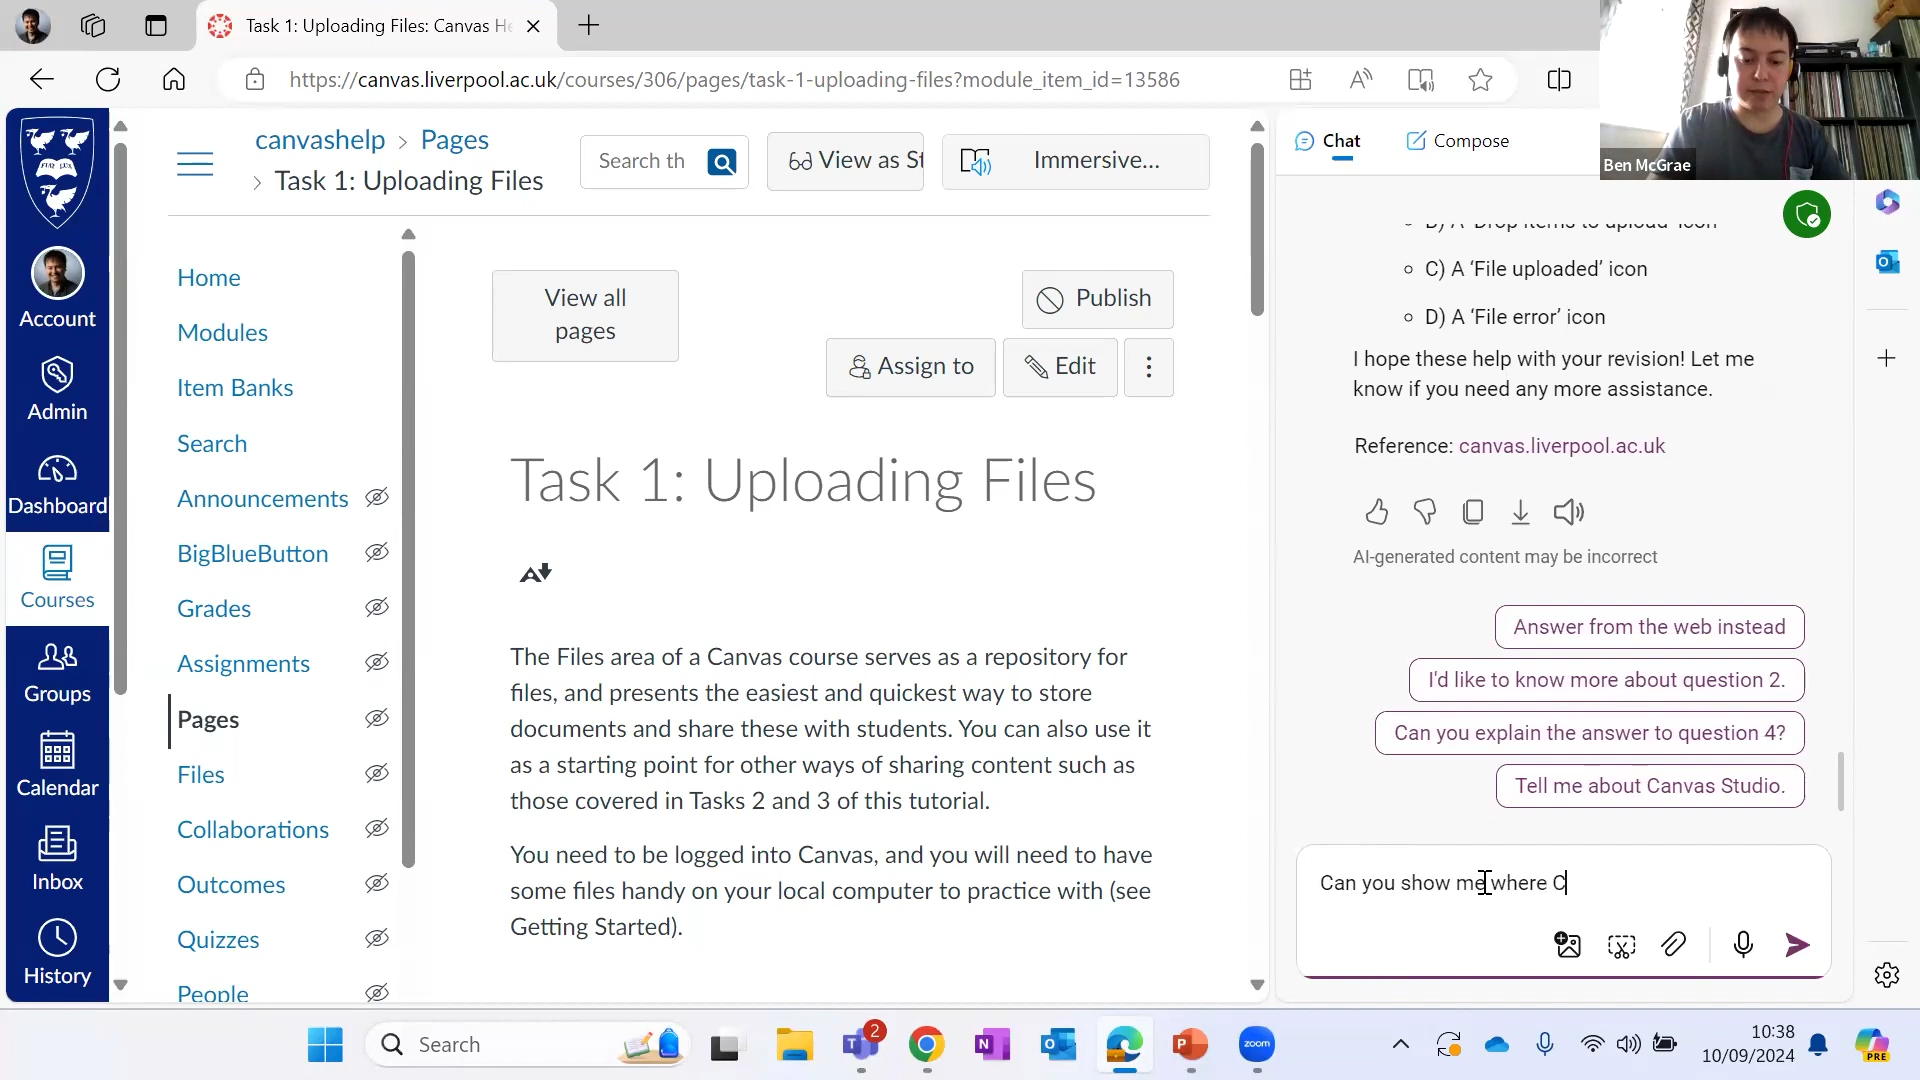 Task 1: Uploading Files: Canvas He
https://canvas.liverpool.ac.uk/courses/306/pages/task-1-uploading-files?module_item_id=13586
Ben McGrae
Account
Admin
Dashboard
Courses
Groups
Calendar
Inbox
History
canvashelp > Pages
> Task 1: Uploading Files
Search th
View as St
Immersive...
Home
Modules
Item Banks
Search
Announcements
BigBlueButton
Grades
Assignments
Pages
Files
Collaborations
Outcomes
Quizzes
People
View all
pages
Publish
Assign to
Edit
Task 1: Uploading Files
The Files area of a Canvas course serves as a repository for
files, and presents the easiest and quickest way to store
documents and share these with students. You can also use it
as a starting point for other ways of sharing content such as
those covered in Tasks 2 and 3 of this tutorial.
You need to be logged into Canvas, and you will need to have
some files handy on your local computer to practice with (see
Getting Started).
Chat
Compose
B) A ‘Drop items to upload’ icon
C) A ‘File uploaded’ icon
D) A ‘File error’ icon
I hope these help with your revision! Let me
know if you need any more assistance.
Reference: canvas.liverpool.ac.uk
AI-generated content may be incorrect
Answer from the web instead
I'd like to know more about question 2.
Can you explain the answer to question 4?
Tell me about Canvas Studio.
Can you show me where C
Search
2
zoom
10:38
10/09/2024
PRE